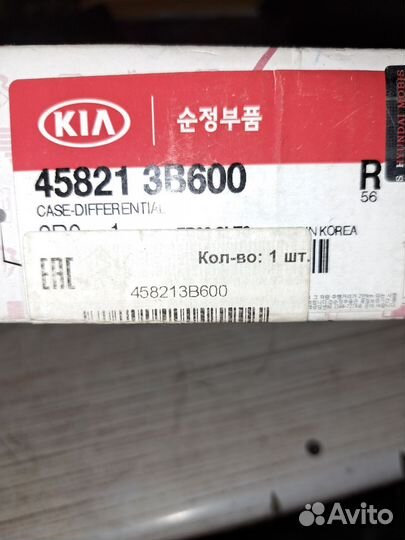 KIA
순정부품
45821 3B600
R
56
CASE-DIFFERENTIAL
IN KOREA
HYUNDAI MOBIS
EAC
Кол-во: 1 шт.
458213B600
Avito